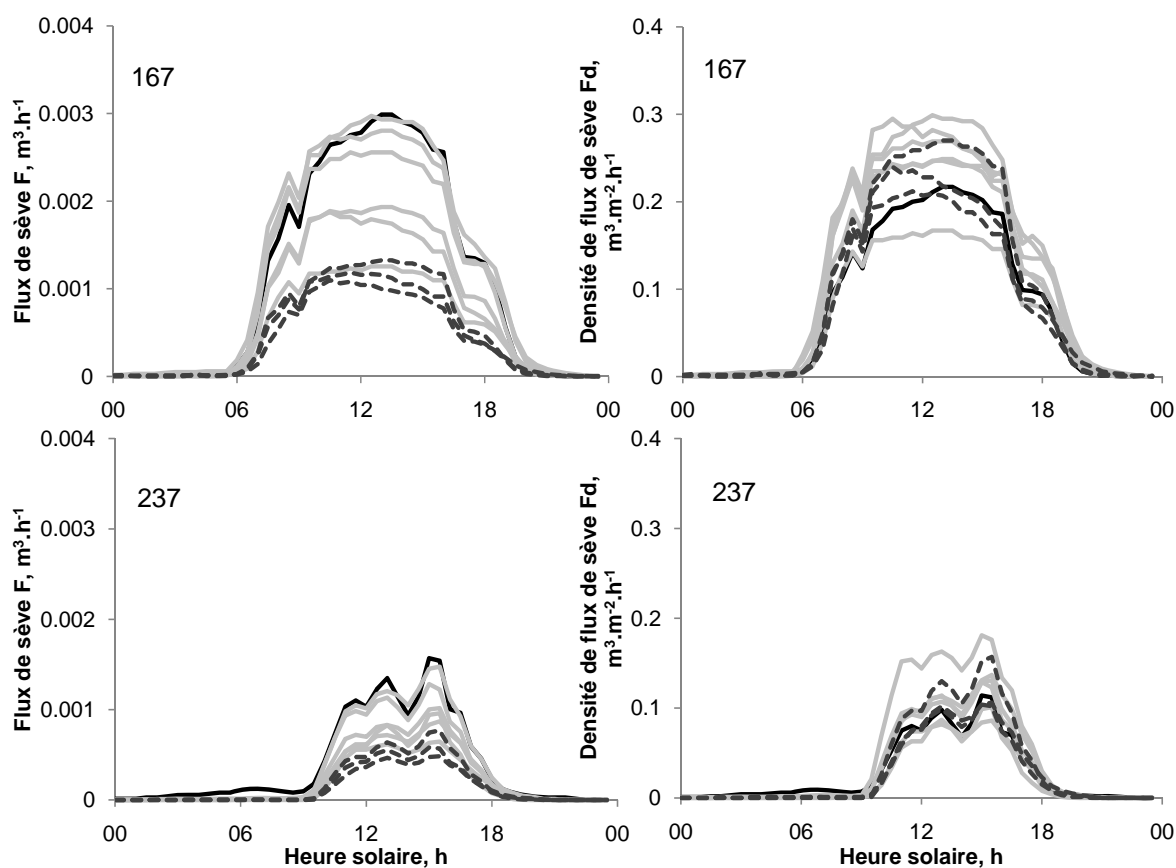 0.004
0.003
0.002
0.001
0
Flux de sève F, m³.h⁻¹
167
00 06 12 18 00
0.4
0.3
0.2
0.1
0
Densité de flux de sève Fd,
m³.m⁻².h⁻¹
167
00 06 12 18 00
0.004
0.003
0.002
0.001
0
Flux de sève F, m³.h⁻¹
237
00 06 12 18 00
Heure solaire, h
0.4
0.3
0.2
0.1
0
Densité de flux de sève Fd,
m³.m⁻².h⁻¹
237
00 06 12 18 00
Heure solaire, h